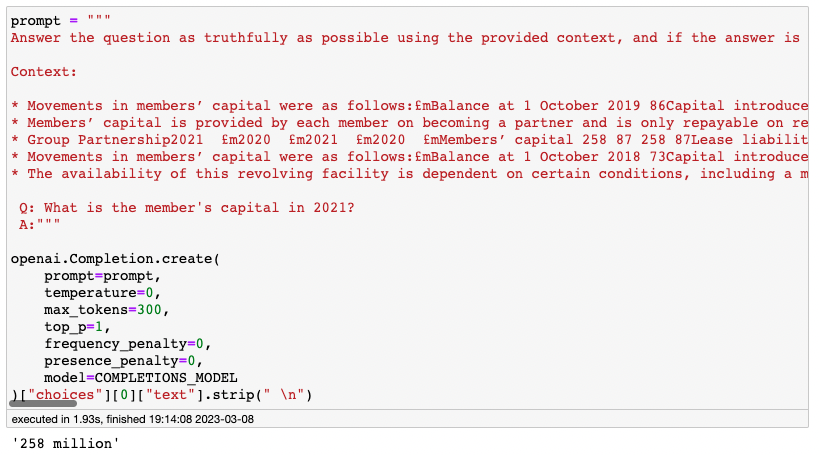 prompt = """
Answer the question as truthfully as possible using the provided context, and if the answer is
Context:
* Movements in members’ capital were as follows:£mBalance at 1 October 2019 86Capital introduce
* Members’ capital is provided by each member on becoming a partner and is only repayable on re
* Group Partnership2021  £m2020  £m2021  £m2020  £mMembers’ capital 258 87 258 87Lease liabilit
* Movements in members’ capital were as follows:£mBalance at 1 October 2018 73Capital introduce
* The availability of this revolving facility is dependent on certain conditions, including a m
Q: What is the member's capital in 2021?
A:"""
openai.Completion.create(
    prompt=prompt,
    temperature=0,
    max_tokens=300,
    top_p=1,
    frequency_penalty=0,
    presence_penalty=0,
    model=COMPLETIONS_MODEL
)["choices"][0]["text"].strip(" \n")
executed in 1.93s, finished 19:14:08 2023-03-08
'258 million'